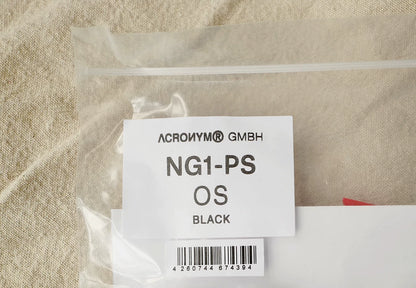 ACRONYM® GMBH
NG1-PS
OS
BLACK
4 260744 674394